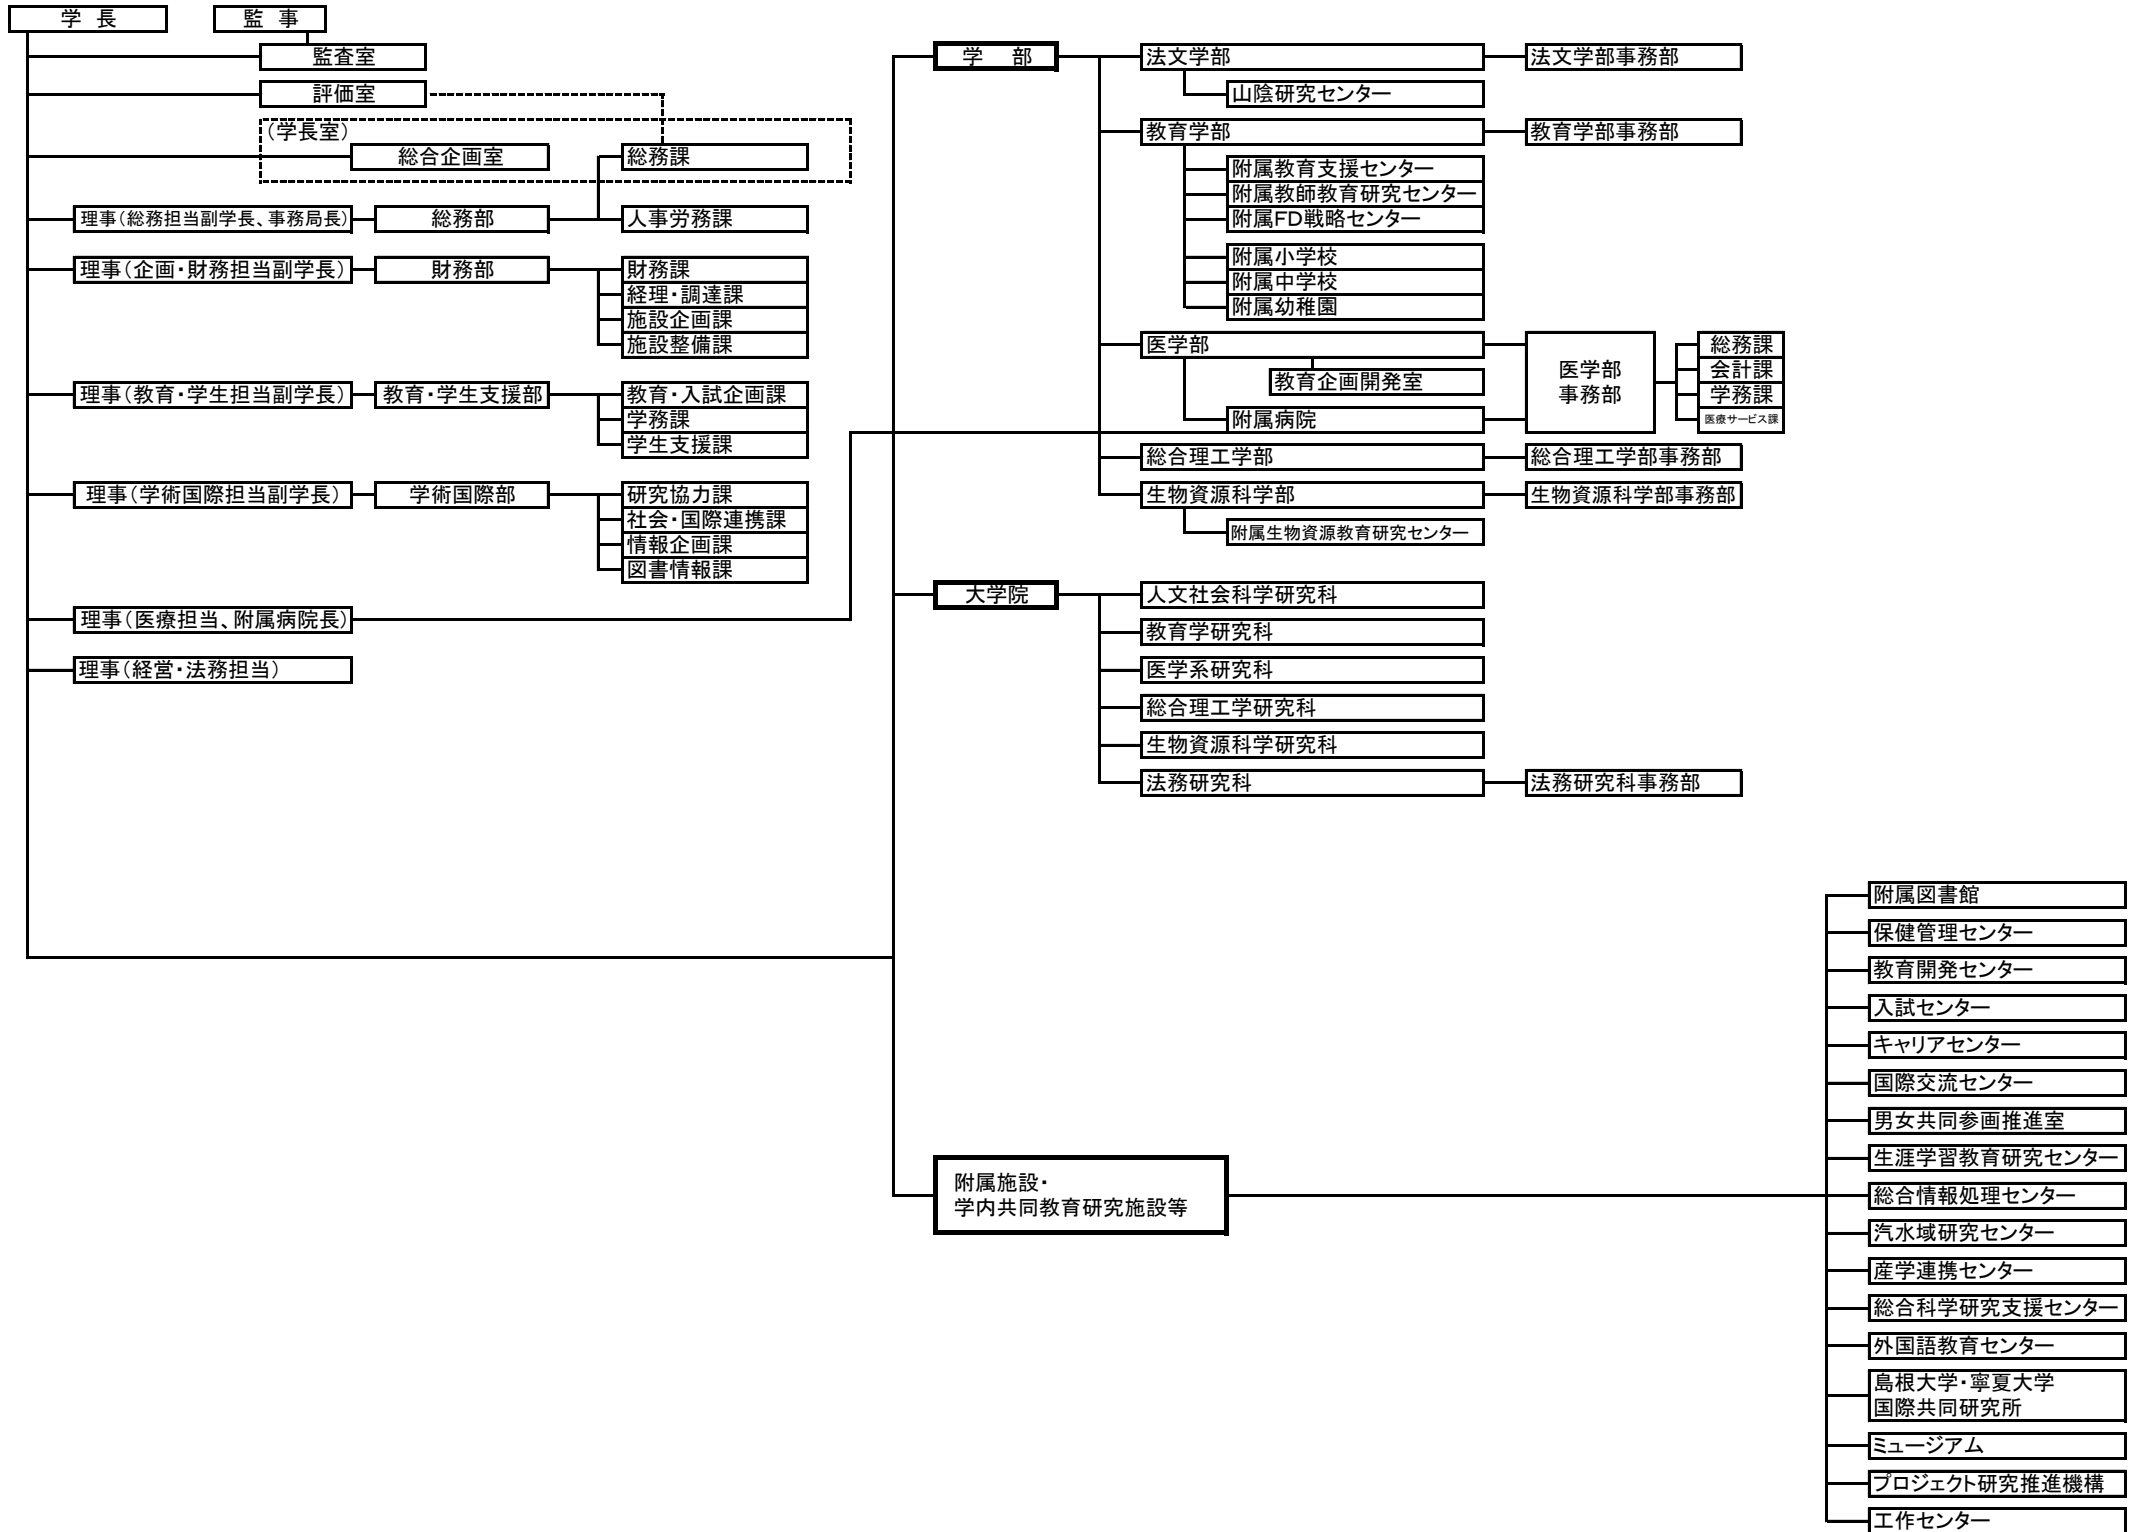 学 長
監 事
監査室
評価室
（学長室）
総合企画室
総務課
理事（総務担当副学長、事務局長）
総務部
人事労務課
理事（企画・財務担当副学長）
財務部
財務課
経理・調達課
施設企画課
施設整備課
理事（教育・学生担当副学長）
教育・学生支援部
教育・入試企画課
学務課
学生支援課
理事（学術国際担当副学長）
学術国際部
研究協力課
社会・国際連携課
情報企画課
図書情報課
理事（医療担当、附属病院長）
理事（経営・法務担当）
学 部
法文学部
法文学部事務部
山陰研究センター
教育学部
教育学部事務部
附属教育支援センター
附属教師教育研究センター
附属FD戦略センター
附属小学校
附属中学校
附属幼稚園
医学部
教育企画開発室
附属病院
医学部
事務部
総務課
会計課
学務課
医療サービス課
総合理工学部
総合理工学部事務部
生物資源科学部
生物資源科学部事務部
附属生物資源教育研究センター
大学院
人文社会科学研究科
教育学研究科
医学系研究科
総合理工学研究科
生物資源科学研究科
法務研究科
法務研究科事務部
附属施設・
学内共同教育研究施設等
附属図書館
保健管理センター
教育開発センター
入試センター
キャリアセンター
国際交流センター
男女共同参画推進室
生涯学習教育研究センター
総合情報処理センター
汽水域研究センター
産学連携センター
総合科学研究支援センター
外国語教育センター
島根大学・寧夏大学
国際共同研究所
ミュージアム
プロジェクト研究推進機構
工作センター